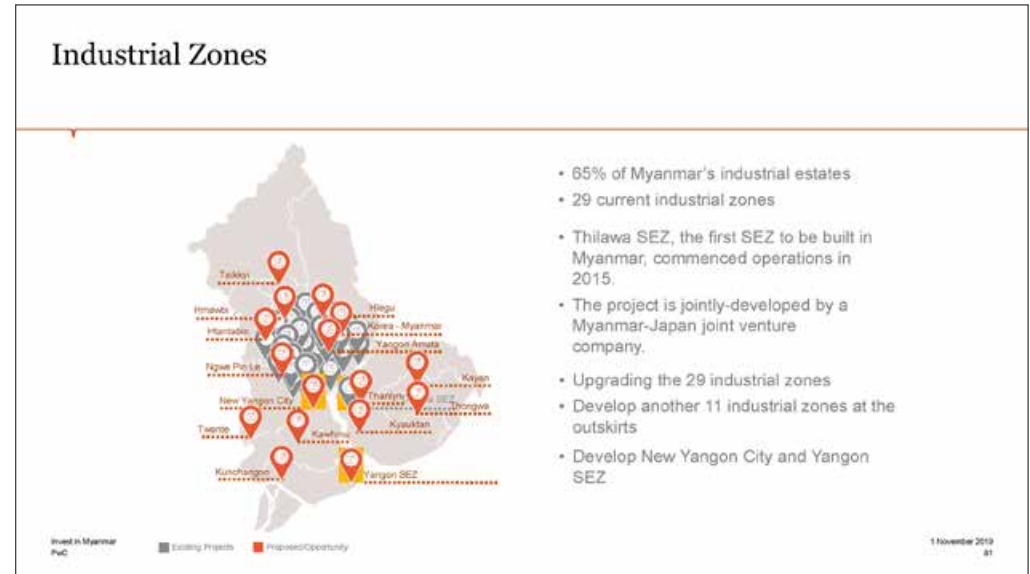 Industrial Zones
Taikkyi
Hmawbi
Hlegu
Htantabin
Korea - Myanmar
Yangon Amata
Ngwe Pin Le
Kayan
New Yangon City
Thanlyin
SEZ
Thongwa
Twante
Kyauktan
Kawhmu
Kunchangon
Yangon SEZ
• 65% of Myanmar's industrial estates
• 29 current industrial zones
• Thilawa SEZ, the first SEZ to be built in
Myanmar, commenced operations in
2015.
• The project is jointly-developed by a
Myanmar-Japan joint venture
company.
• Upgrading the 29 industrial zones
• Develop another 11 industrial zones at the
outskirts
• Develop New Yangon City and Yangon
SEZ
Invest in Myanmar
PwC
Existing Projects
Proposed/Opportunity
1 November 2019
81